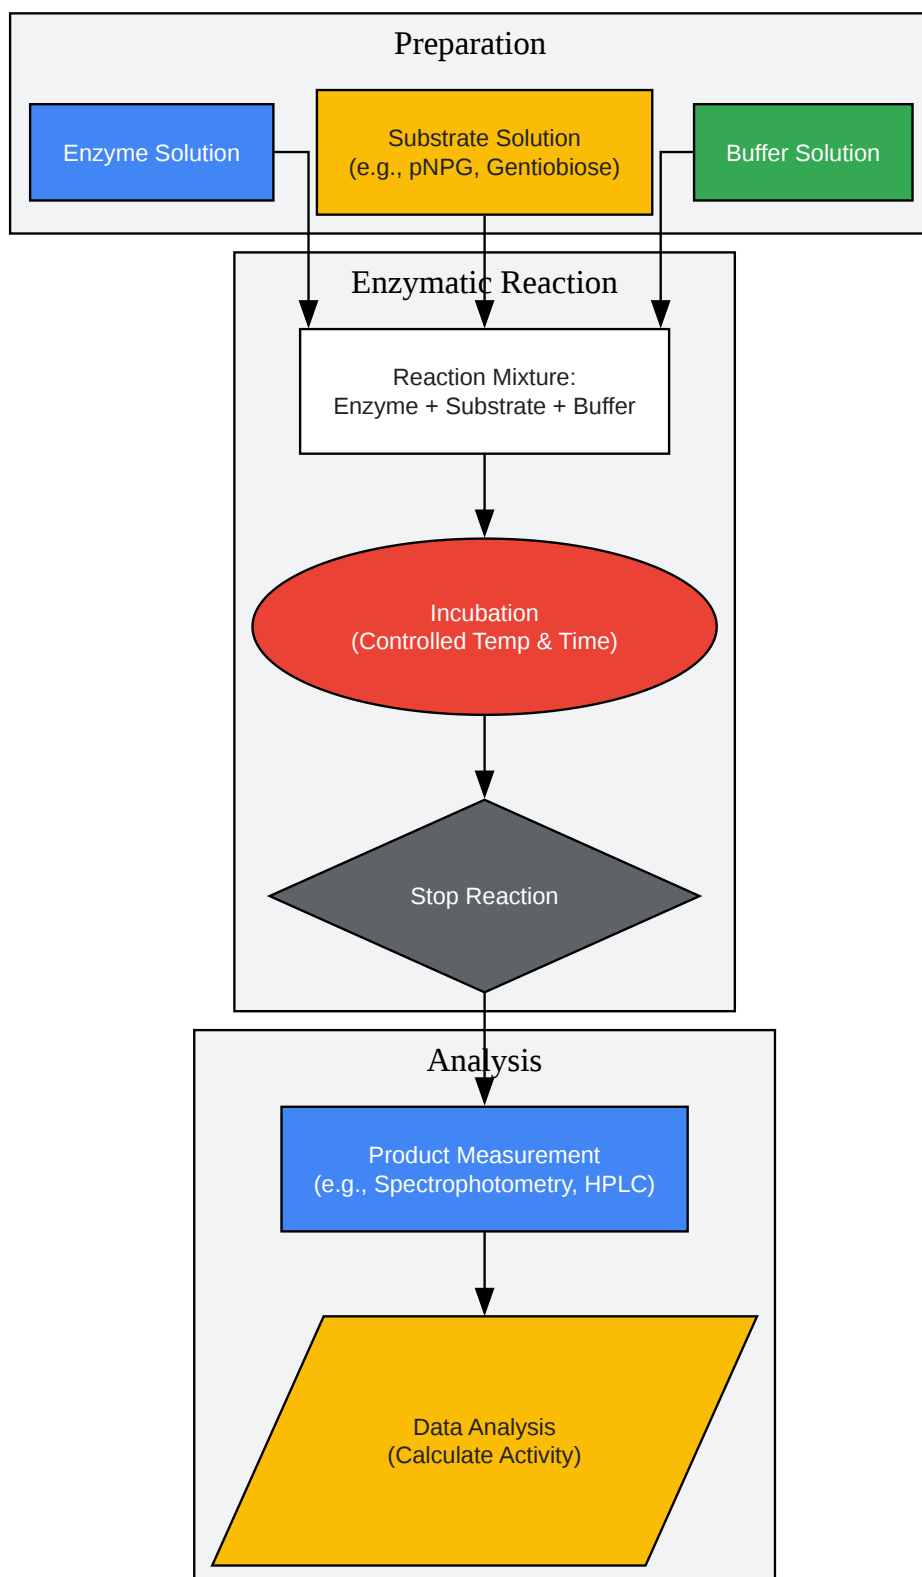 Preparation
Enzyme Solution
Substrate Solution
(e.g., pNPG, Gentiobiose)
Buffer Solution
Enzymatic Reaction
Reaction Mixture:
Enzyme + Substrate + Buffer
Incubation
(Controlled Temp & Time)
Stop Reaction
Analysis
Product Measurement
(e.g., Spectrophotometry, HPLC)
Data Analysis
(Calculate Activity)